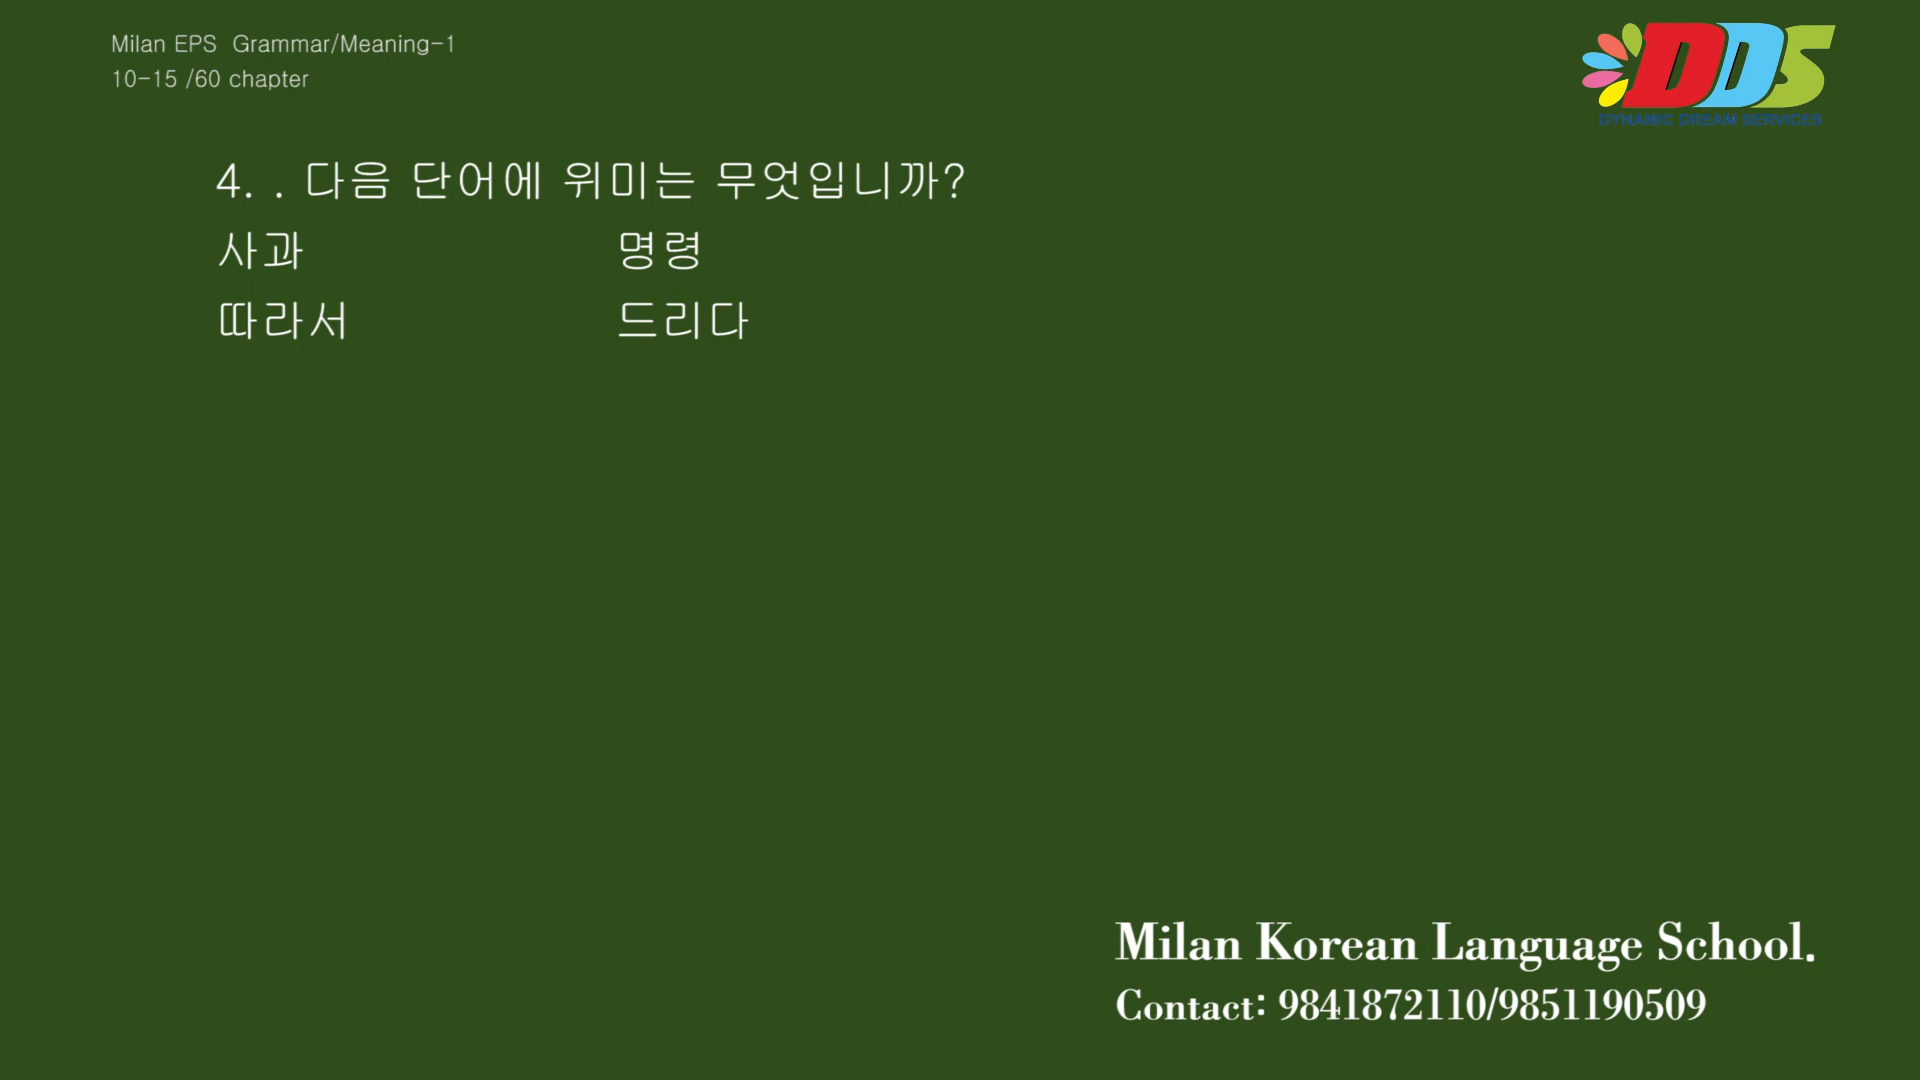 Milan EPS Grammar/Meaning-1
10-15 /60 chapter
DDS
DYNAMIC DREAM SERVICES
4. . 다음 단어에 위미는 무엇입니까?
사과 명령
따라서 드리다
Milan Korean Language School.
Contact: 9841872110/9851190509